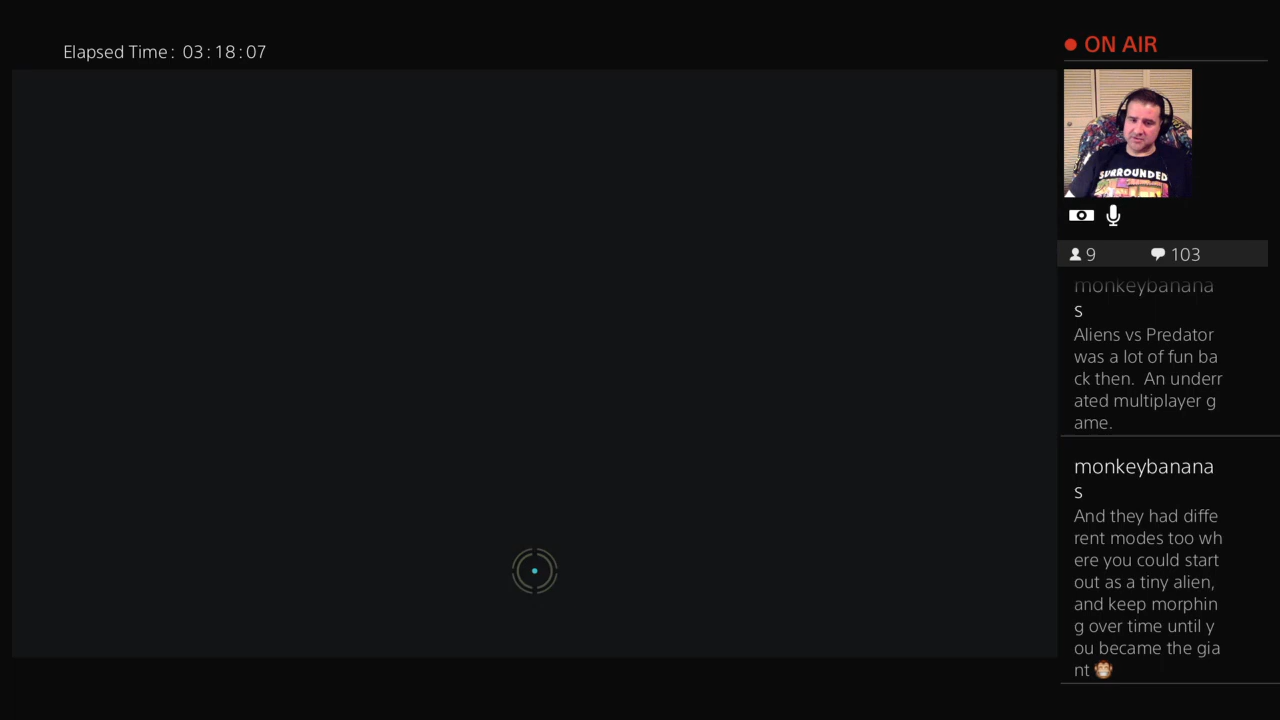 Elapsed Time: 03:18:07
ON AIR
SURROUNDED
9
103
monkeybanana
s
Aliens vs Predator
was a lot of fun ba
ck then.  An underr
ated multiplayer g
ame.
monkeybanana
s
And they had diffe
rent modes too wh
ere you could start
out as a tiny alien,
and keep morphin
g over time until y
ou became the gia
nt 🐵